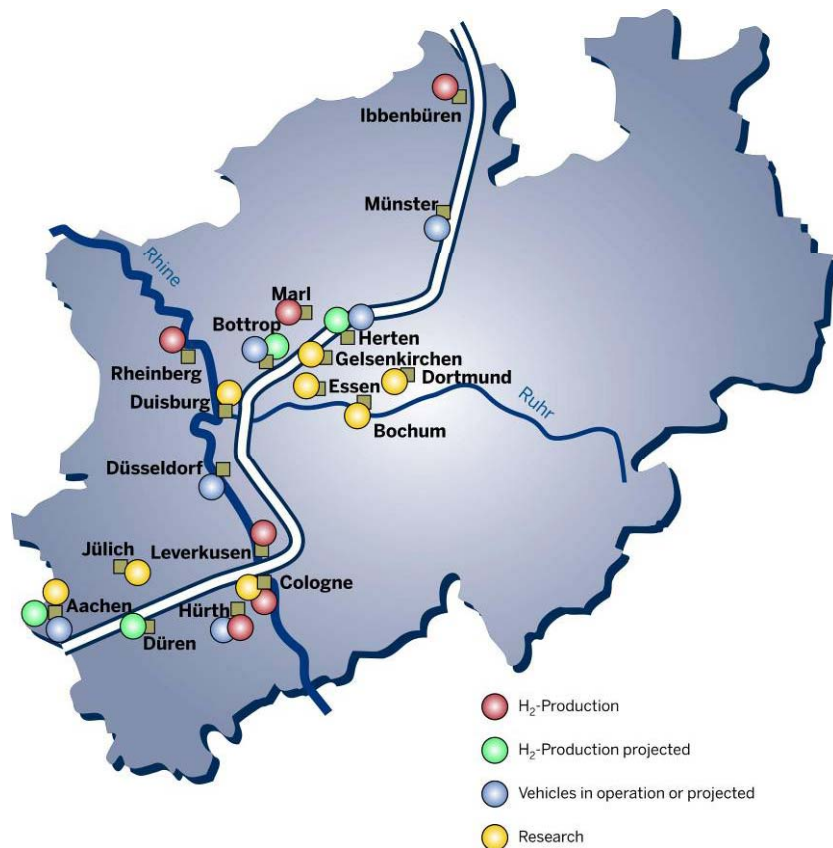 Ibbenbüren
Münster
Rhine
Marl
Bottrop
Herten
Rheinberg
Gelsenkirchen
Essen
Dortmund
Duisburg
Ruhr
Bochum
Düsseldorf
Jülich
Leverkusen
Cologne
Aachen
Hürth
Düren
H₂-Production
H₂-Production projected
Vehicles in operation or projected
Research